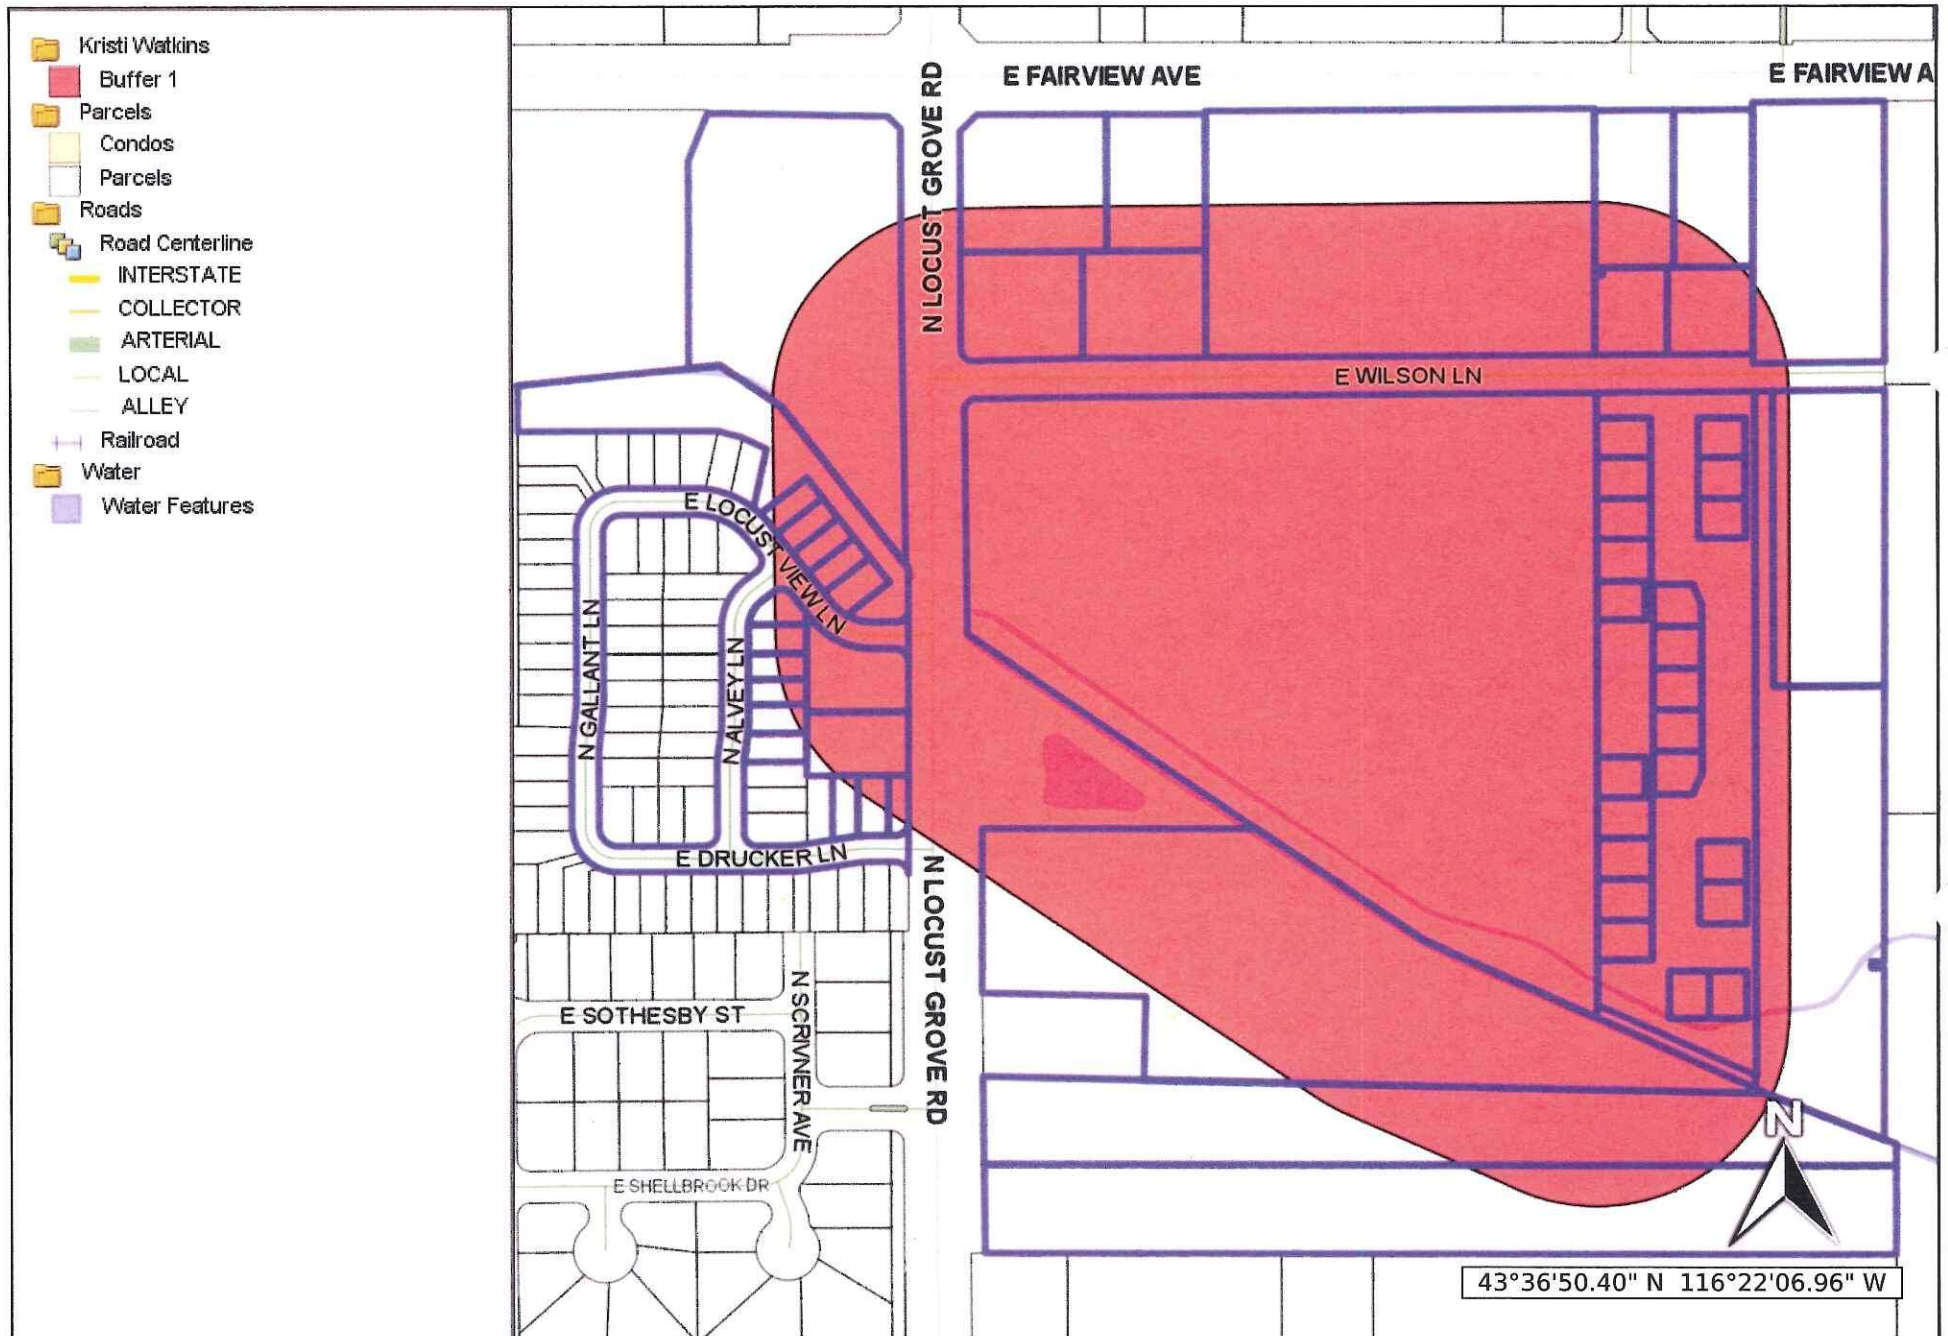 Kristi Watkins
Buffer 1
Parcels
Condos
Parcels
Roads
Road Centerline
INTERSTATE
COLLECTOR
ARTERIAL
LOCAL
ALLEY
Railroad
Water
Water Features
E FAIRVIEW AVE
E FAIRVIEW A
N LOCUST GROVE RD
E WILSON LN
E LOCUST VIEW LN
N GALLANT LN
N ALVEY LN
E DRUCKER LN
N LOCUST GROVE RD
E SOTHESBY ST
N SCRIVNER AVE
E SHELLBROOK DR
N
43°36'50.40" N 116°22'06.96" W